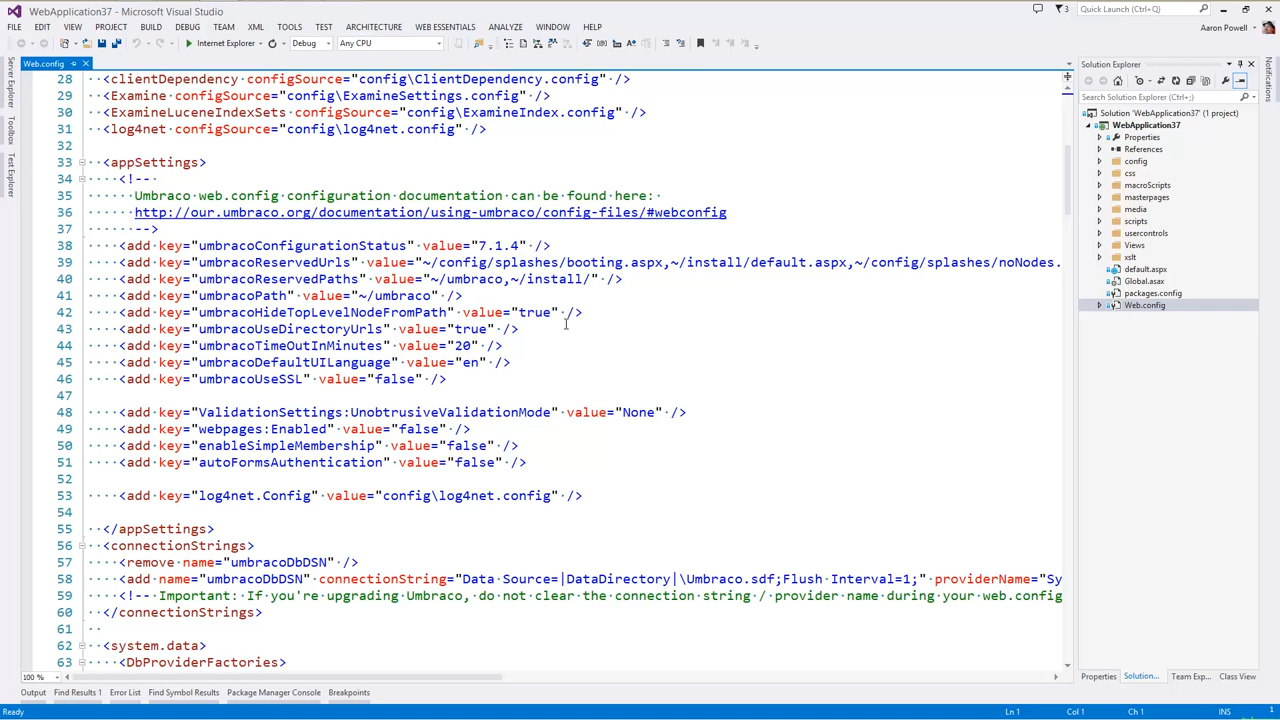 WebApplication37 - Microsoft Visual Studio
3
Quick Launch (Ctrl+Q)
FILE EDIT VIEW PROJECT BUILD DEBUG TEAM XML TOOLS TEST ARCHITECTURE WEB ESSENTIALS ANALYZE WINDOW HELP
Aaron Powell
Internet Explorer Debug Any CPU
Server Explorer
Toolbox
Test Explorer
Web.config
28 <clientDependency configSource="config\ClientDependency.config" />
29 <Examine configSource="config\ExamineSettings.config" />
30 <ExamineLuceneIndexSets configSource="config\ExamineIndex.config" />
31 <log4net configSource="config\log4net.config" />
32
33 <appSettings>
34 <!--
35 Umbraco web.config configuration documentation can be found here:
36 http://our.umbraco.org/documentation/using-umbraco/config-files/#webconfig
37 -->
38 <add key="umbracoConfigurationStatus" value="7.1.4" />
39 <add key="umbracoReservedUrls" value="~/config/splashes/booting.aspx,~/install/default.aspx,~/config/splashes/noNodes.
40 <add key="umbracoReservedPaths" value="~/umbraco,~/install/" />
41 <add key="umbracoPath" value="~/umbraco" />
42 <add key="umbracoHideTopLevelNodeFromPath" value="true" />
43 <add key="umbracoUseDirectoryUrls" value="true" />
44 <add key="umbracoTimeOutInMinutes" value="20" />
45 <add key="umbracoDefaultUILanguage" value="en" />
46 <add key="umbracoUseSSL" value="false" />
47
48 <add key="ValidationSettings:UnobtrusiveValidationMode" value="None" />
49 <add key="webpages:Enabled" value="false" />
50 <add key="enableSimpleMembership" value="false" />
51 <add key="autoFormsAuthentication" value="false" />
52
53 <add key="log4net.Config" value="config\log4net.config" />
54
55 </appSettings>
56 <connectionStrings>
57 <remove name="umbracoDbDSN" />
58 <add name="umbracoDbDSN" connectionString="Data Source=|DataDirectory|\Umbraco.sdf;Flush Interval=1;" providerName="Sy
59 <!-- Important: If you're upgrading Umbraco, do not clear the connection string / provider name during your web.config
60 </connectionStrings>
61
62 <system.data>
63 <DbProviderFactories>
100 %
Solution Explorer
Search Solution Explorer (Ctrl+;)
Solution 'WebApplication37' (1 project)
WebApplication37
Properties
References
config
css
macroScripts
masterpages
media
scripts
usercontrols
Views
xslt
default.aspx
Global.asax
packages.config
Web.config
Properties Solution... Team Exp... Class View
Notifications
Output Find Results 1 Error List Find Symbol Results Package Manager Console Breakpoints
Ready Ln 1 Col 1 Ch 1 INS 1